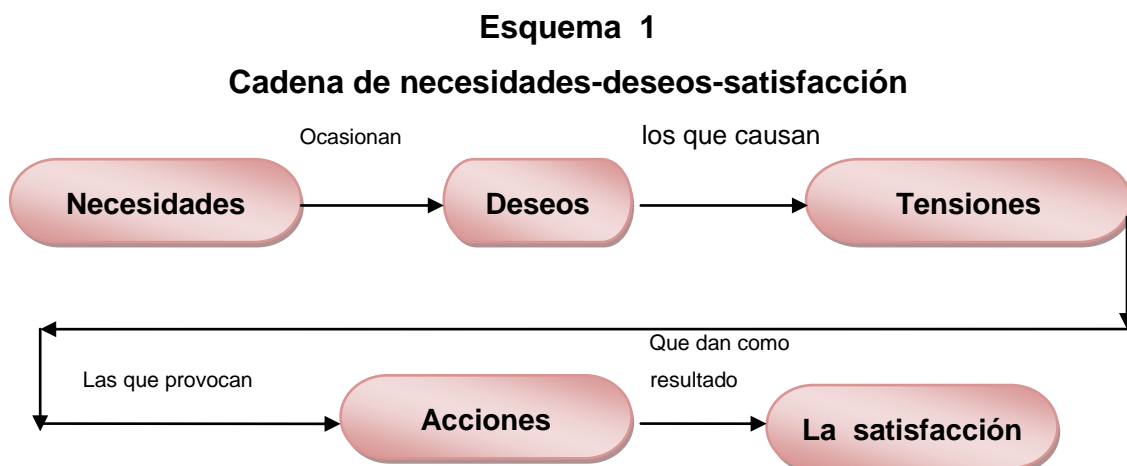 Esquema 1
Cadena de necesidades-deseos-satisfacción
Ocasionan
los que causan
Necesidades
Deseos
Tensiones
Las que provocan
Que dan como
resultado
Acciones
La satisfacción